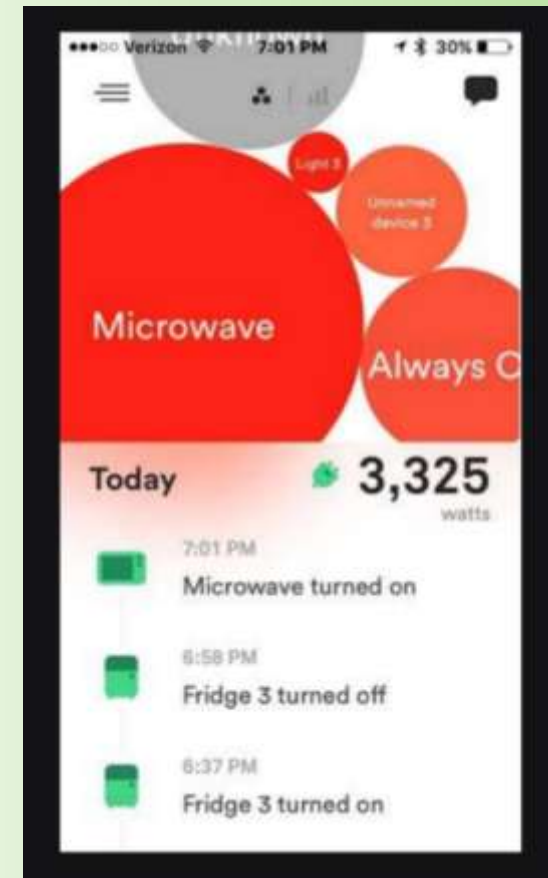 Verizon 7:01 PM 30%
Light 3
Unnamed
device 3
Microwave
Always O
Today 3,325
watts
7:01 PM
Microwave turned on
6:58 PM
Fridge 3 turned off
6:37 PM
Fridge 3 turned on